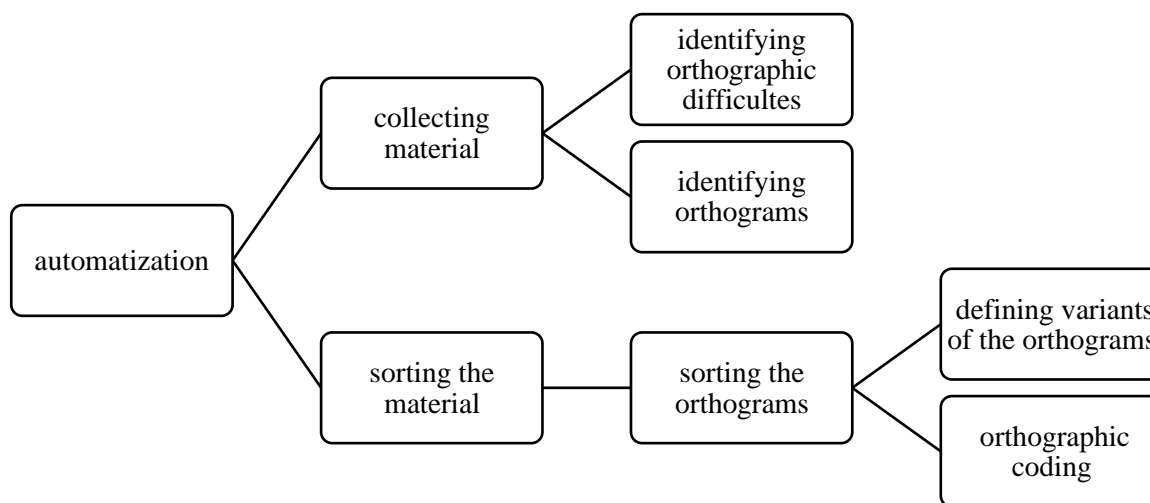 automatization
collecting
material
identifying
orthographic
difficultes
identifying
orthograms
sorting the
material
sorting the
orthograms
defining variants
of the orthograms
orthographic
coding